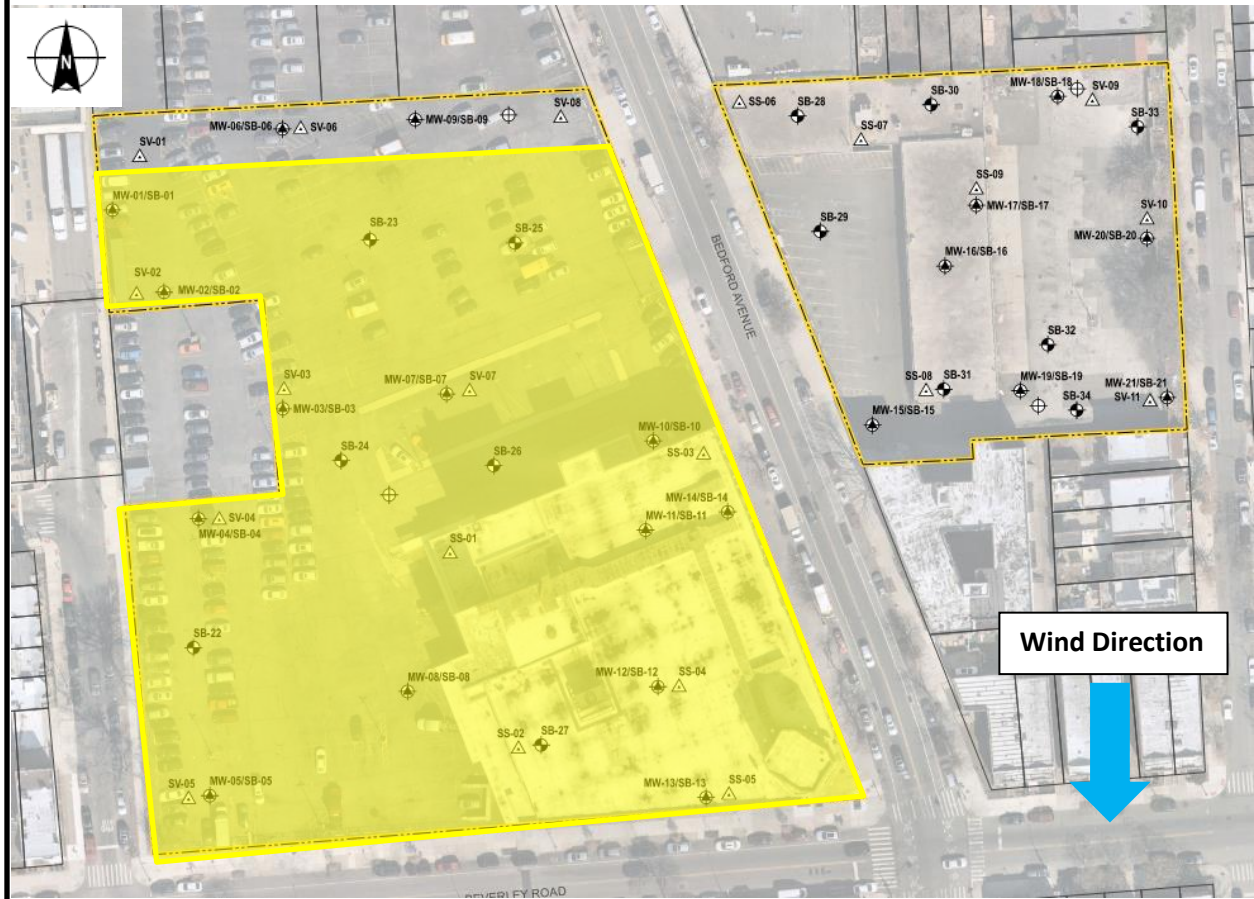 N
SV-08
MW-06/SB-06
SV-06
MW-09/SB-09
SV-01
MW-01/SB-01
SB-23
SB-25
SV-02
MW-02/SB-02
SV-03
MW-03/SB-03
MW-07/SB-07
SV-07
SB-24
SB-26
MW-10/SB-10
SS-03
MW-14/SB-14
MW-11/SB-11
SV-04
MW-04/SB-04
SS-01
SB-22
MW-08/SB-08
MW-12/SB-12
SS-04
SS-02
SB-27
SV-05
MW-05/SB-05
MW-13/SB-13
SS-05
BEDFORD AVENUE
BEVERLEY ROAD
SS-06
SB-28
SB-30
MW-18/SB-18
SV-09
SB-33
SS-07
SS-09
MW-17/SB-17
SB-29
SV-10
MW-20/SB-20
MW-16/SB-16
SB-32
SS-08
SB-31
MW-19/SB-19
SB-34
MW-21/SB-21
SV-11
MW-15/SB-15
Wind Direction